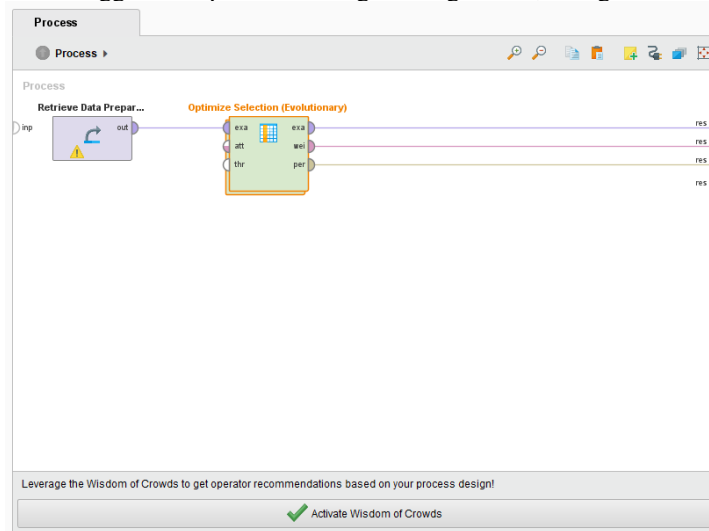 Process
Process
Process
Retrieve Data Prepar...
Optimize Selection (Evolutionary)
inp
out
exa
exa
res
att
wei
res
thr
per
res
res
Leverage the Wisdom of Crowds to get operator recommendations based on your process design!
Activate Wisdom of Crowds